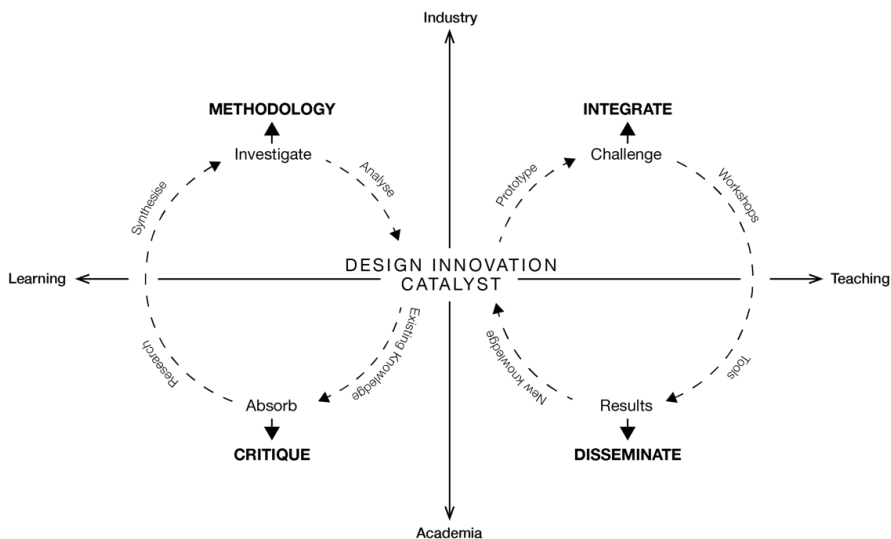 Industry
METHODOLOGY
INTEGRATE
Investigate
Challenge
Synthesise
Analyse
Prototype
Workshops
DESIGN INNOVATION
CATALYST
Learning
Teaching
Research
Existing Knowledge
New knowledge
Tools
Absorb
Results
CRITIQUE
DISSEMINATE
Academia